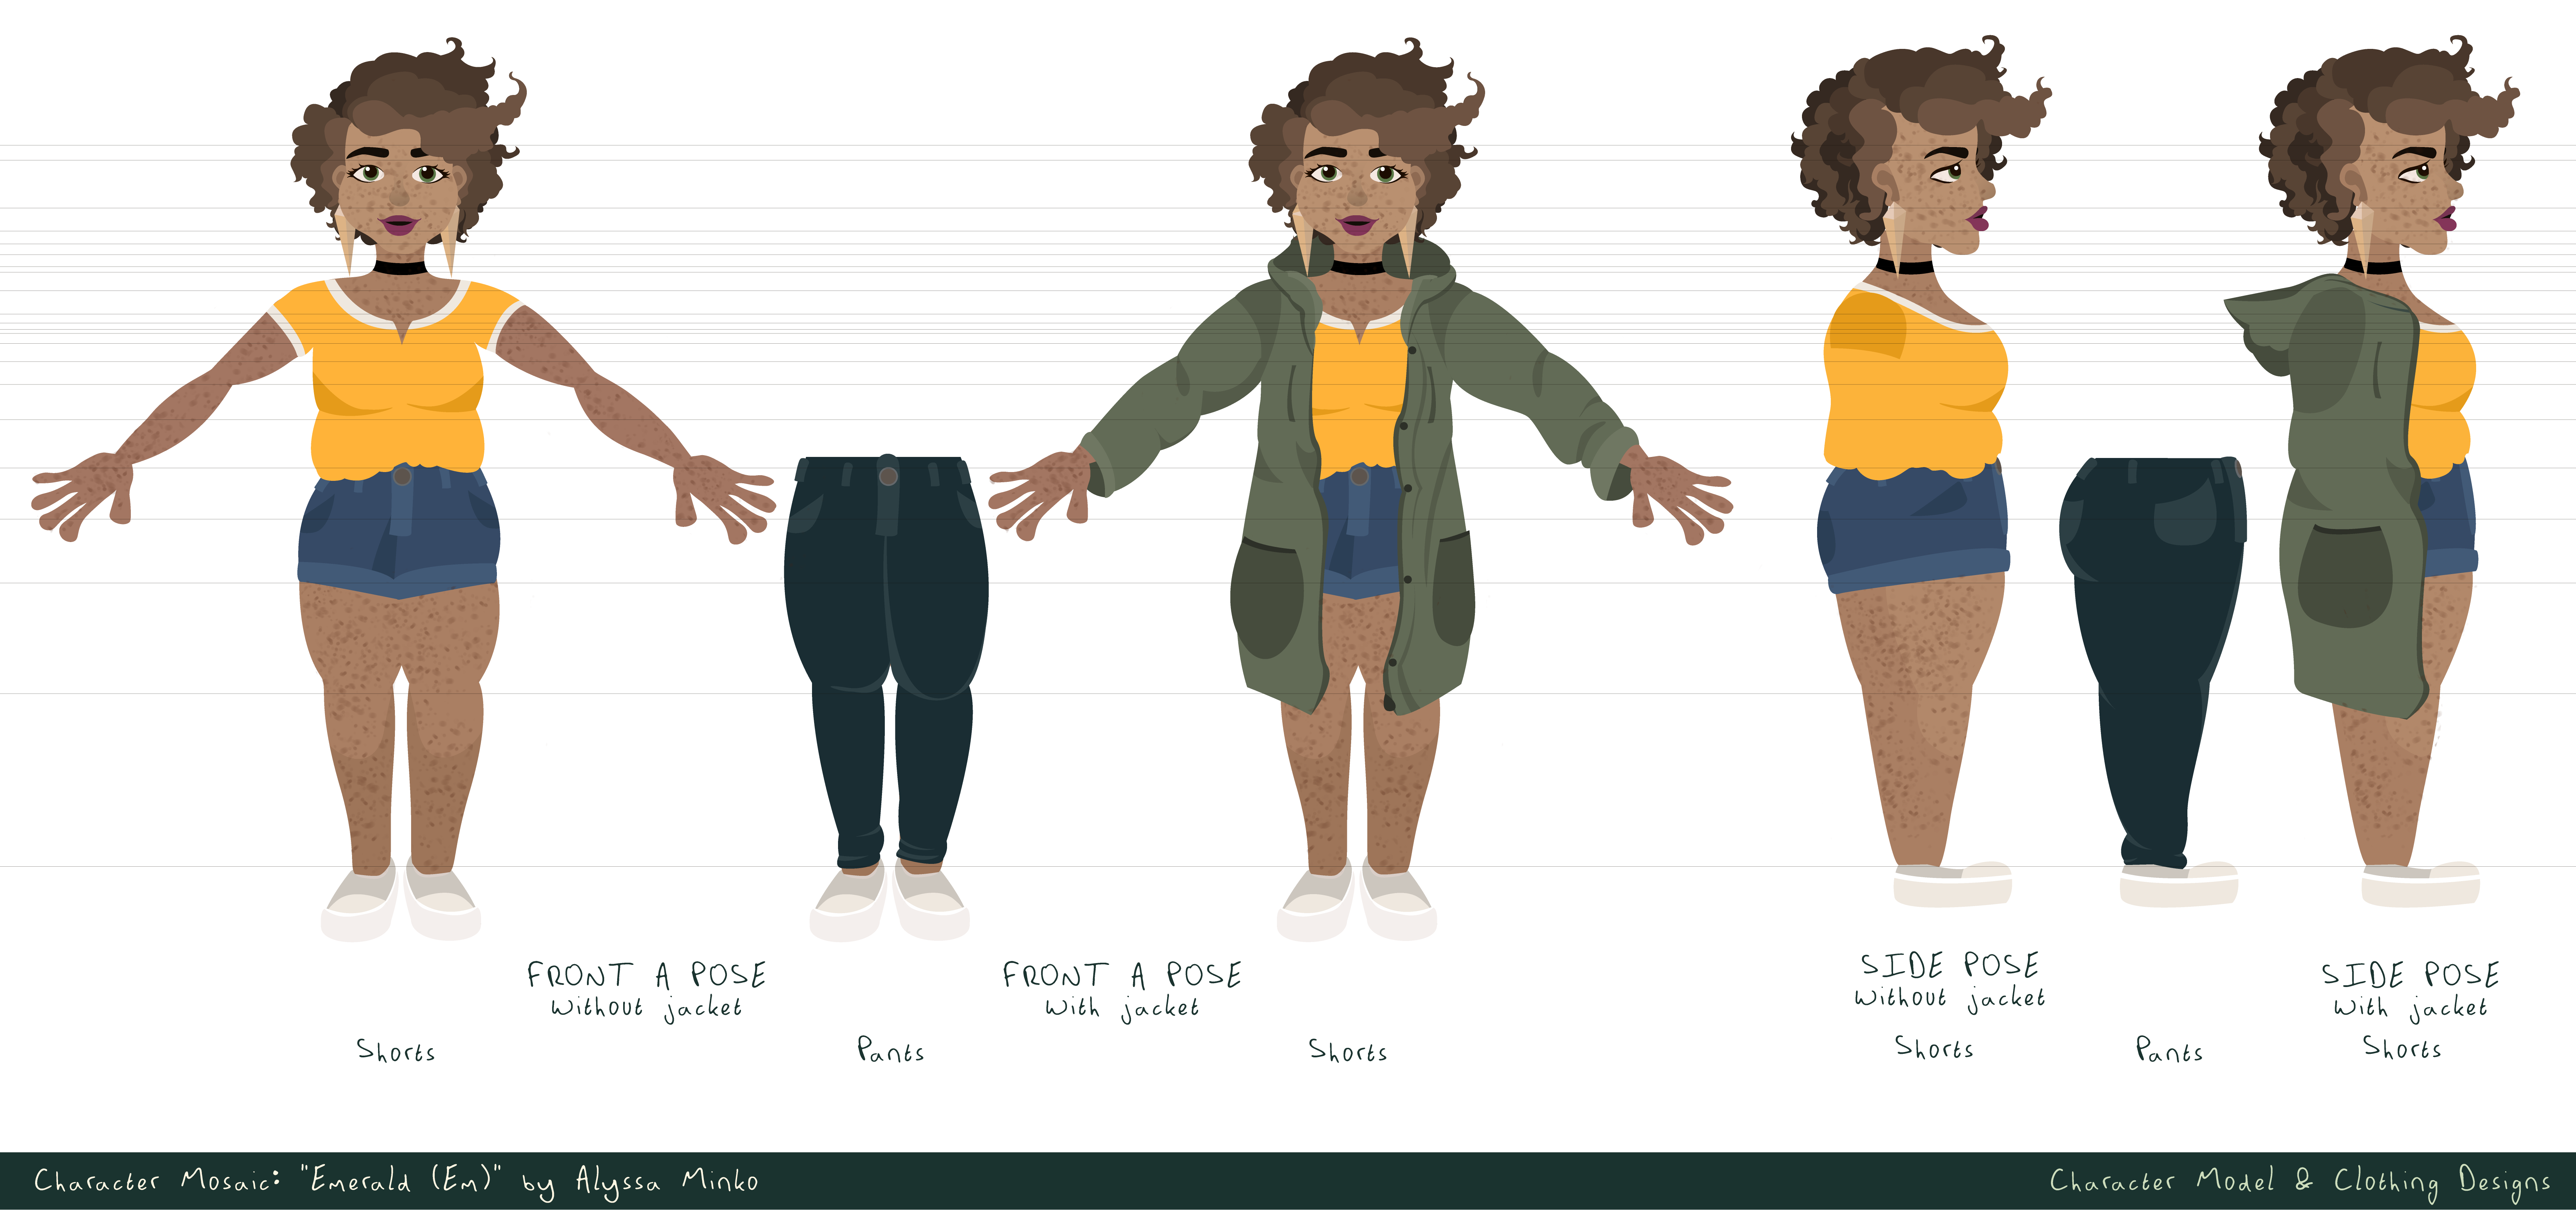 FRONT A POSE
Without jacket
Shorts
Pants
FRONT A POSE
With jacket
Shorts
SIDE POSE
Without jacket
Shorts
Pants
SIDE POSE
With jacket
Shorts
Character Mosaic: "Emerald (Em)" by Alyssa Minko
Character Model & Clothing Designs